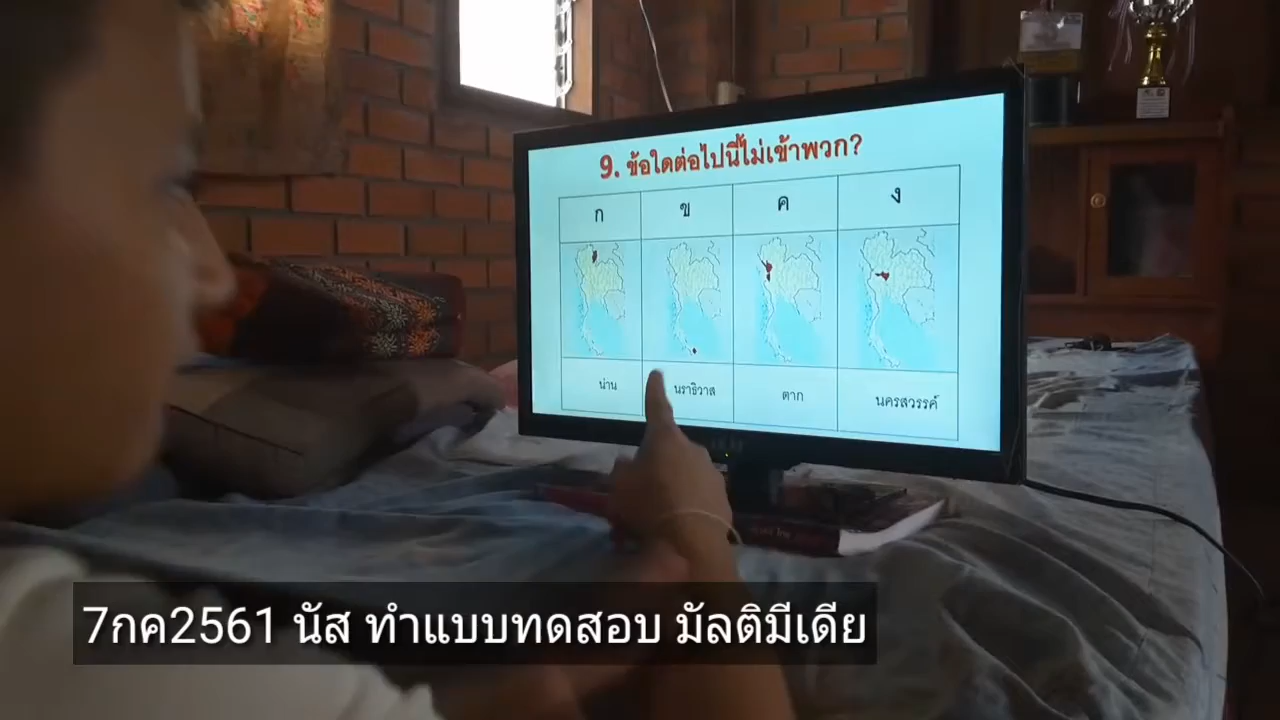 9. ข้อใดต่อไปนี้ไม่เข้าพวก?
ก ข ค ง
น่าน นราธิวาส ตาก นครสวรรค์
7กค2561 นัส ทำแบบทดสอบ มัลติมีเดีย